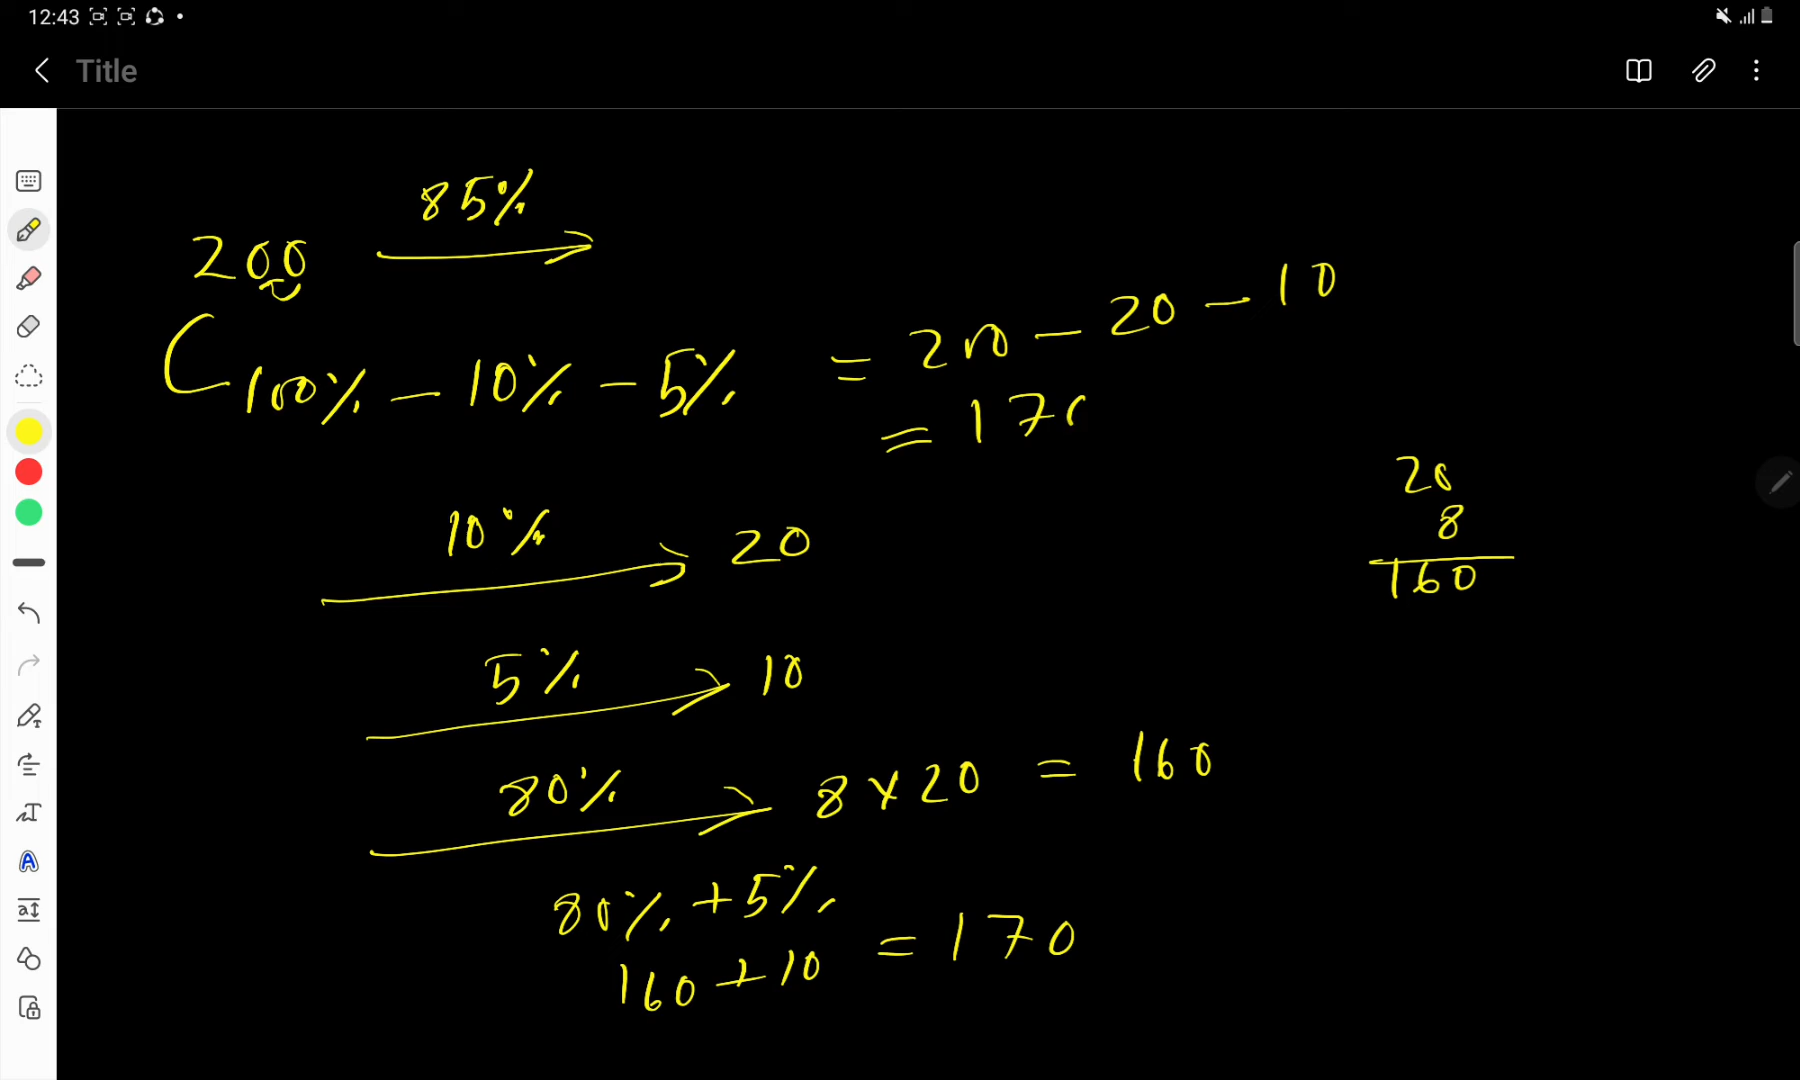 12:43
Title
85%
200
100% - 10% - 5% = 200 - 20 - 10
= 170
20
8
160
10% 20
5% 10
80% 8 x 20 = 160
80% + 5%
160 + 10 = 170